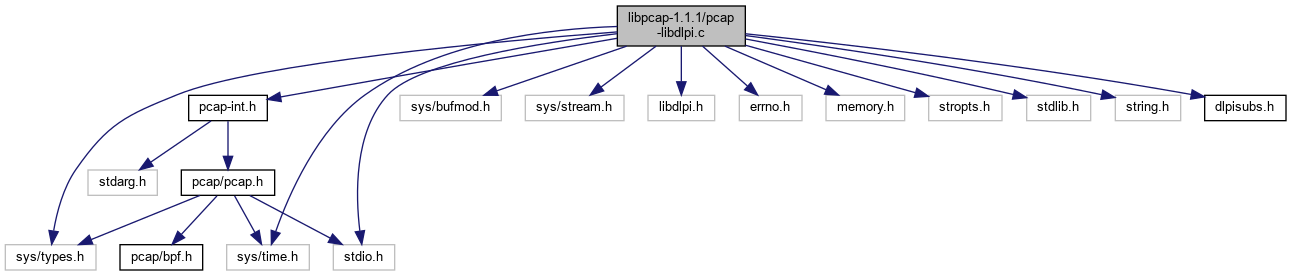 libpcap-1.1.1/pcap
-libdlpi.c
pcap-int.h
sys/bufmod.h
sys/stream.h
libdlpi.h
errno.h
memory.h
stropts.h
stdlib.h
string.h
dlpisubs.h
stdarg.h
pcap/pcap.h
sys/types.h
pcap/bpf.h
sys/time.h
stdio.h